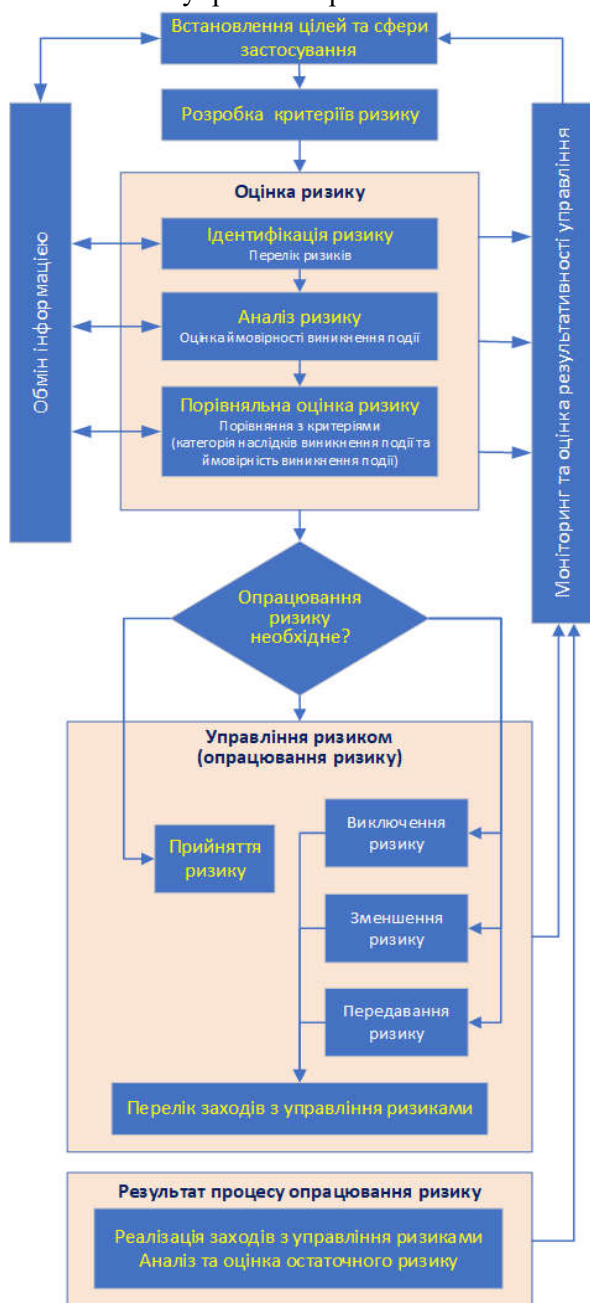 Встановлення цілей та сфери
застосування
Розробка критеріїв ризику
Оцінка ризику
Ідентифікація ризику
Перелік ризиків
Аналіз ризику
Оцінка ймовірності виникнення події
Порівняльна оцінка ризику
Порівняння з критеріями
(категорія наслідків виникнення події та
ймовірність виникнення події)
Обмін інформацією
Моніторинг та оцінка результативності управління
Опрацювання
ризику
необхідне?
Управління ризиком
(опрацювання ризику)
Прийняття
ризику
Виключення
ризику
Зменшення
ризику
Передавання
ризику
Перелік заходів з управління ризиками
Результат процесу опрацювання ризику
Реалізація заходів з управління ризиками
Аналіз та оцінка остаточного ризику